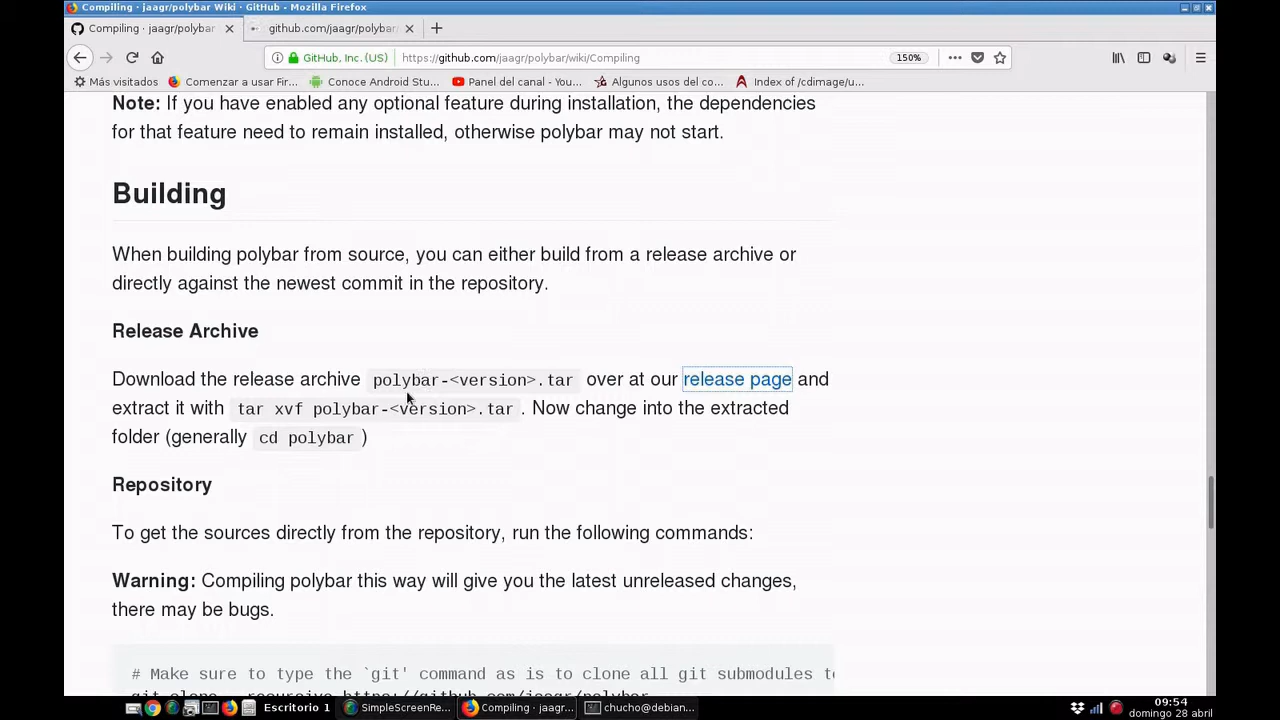 Compiling · jaagr/polybar Wiki · GitHub - Mozilla Firefox
Compiling · jaagr/polybar
github.com/jaagr/polybar/
GitHub, Inc. (US)
https://github.com/jaagr/polybar/wiki/Compiling
150%
Más visitados
Comenzar a usar Fir...
Conoce Android Stu...
Panel del canal - You...
Algunos usos del co...
Index of /cdimage/u...
Note: If you have enabled any optional feature during installation, the dependencies
for that feature need to remain installed, otherwise polybar may not start.
Building
When building polybar from source, you can either build from a release archive or
directly against the newest commit in the repository.
Release Archive
Download the release archive polybar-<version>.tar over at our release page and
extract it with tar xvf polybar-<version>.tar . Now change into the extracted
folder (generally cd polybar )
Repository
To get the sources directly from the repository, run the following commands:
Warning: Compiling polybar this way will give you the latest unreleased changes,
there may be bugs.
# Make sure to type the `git' command as is to clone all git submodules to
git clone --recursive https://github.com/jaagr/polybar
Escritorio 1
SimpleScreenRe...
Compiling · jaagr...
chucho@debian...
09:54
domingo 28 abril